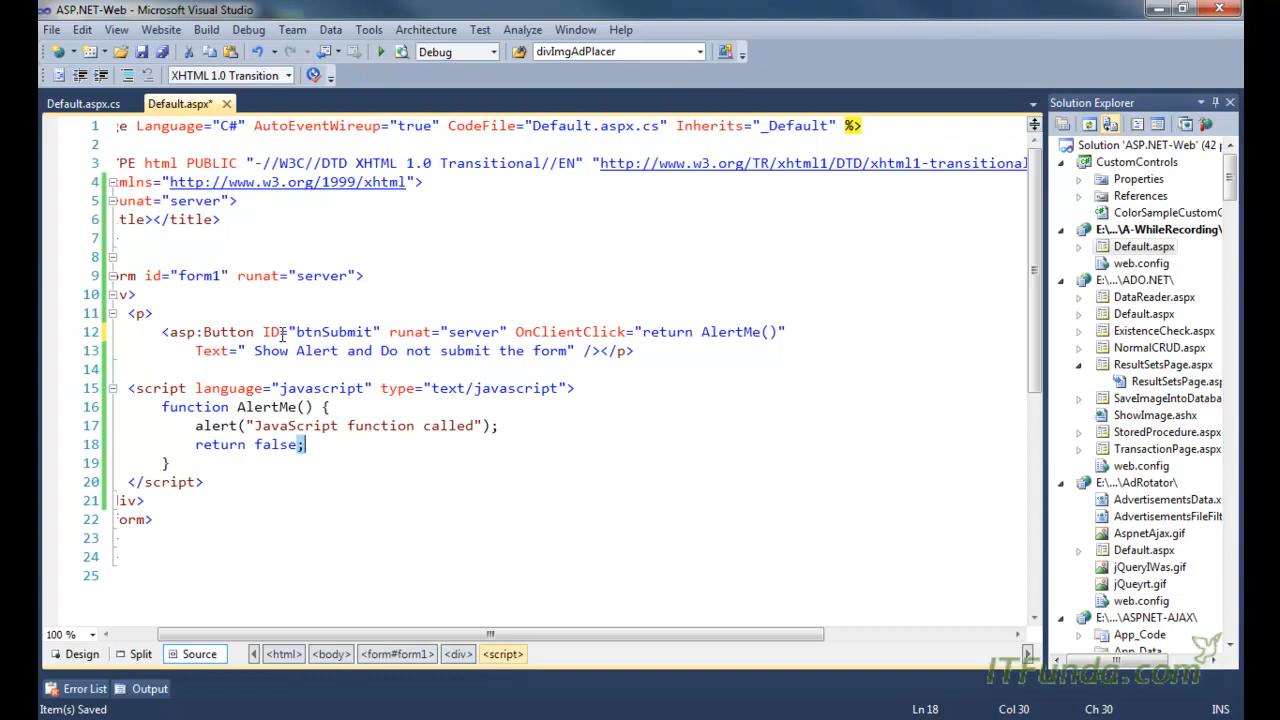 ASP.NET-Web - Microsoft Visual Studio
File Edit View Website Build Debug Team Data Tools Architecture Test Analyze Window Help
Debug divImgAdPlacer
XHTML 1.0 Transition
Default.aspx.cs Default.aspx*
1 ge Language="C#" AutoEventWireup="true" CodeFile="Default.aspx.cs" Inherits="_Default" %>
2
3 PE html PUBLIC "-//W3C//DTD XHTML 1.0 Transitional//EN" "http://www.w3.org/TR/xhtml1/DTD/xhtml1-transitional
4 mlns="http://www.w3.org/1999/xhtml">
5 unat="server">
6 tle></title>
7
8
9 rm id="form1" runat="server">
10 v>
11 <p>
12 <asp:Button ID="btnSubmit" runat="server" OnClientClick="return AlertMe()"
13 Text=" Show Alert and Do not submit the form" /></p>
14
15 <script language="javascript" type="text/javascript">
16 function AlertMe() {
17 alert("JavaScript function called");
18 return false;
19 }
20 </script>
21 iv>
22 orm>
23
24
25
100 %
Design Split Source <html> <body> <form#form1> <div> <script>
Error List Output
Item(s) Saved Ln 18 Col 30 Ch 30 INS
Solution Explorer
Solution 'ASP.NET-Web' (42 p
CustomControls
Properties
References
ColorSampleCustomC
E:\...\A-WhileRecording\
Default.aspx
web.config
E:\...\ADO.NET\
DataReader.aspx
Default.aspx
ExistenceCheck.aspx
NormalCRUD.aspx
ResultSetsPage.aspx
ResultSetsPage.asp
SaveImageIntoDataba
ShowImage.ashx
StoredProcedure.aspx
TransactionPage.aspx
web.config
E:\...\AdRotator\
AdvertisementsData.x
AdvertisementsFileFilt
AspnetAjax.gif
Default.aspx
jQueryIWas.gif
jQueyrt.gif
web.config
E:\...\ASPNET-AJAX\
App_Code
App_Data
ITFunda.com